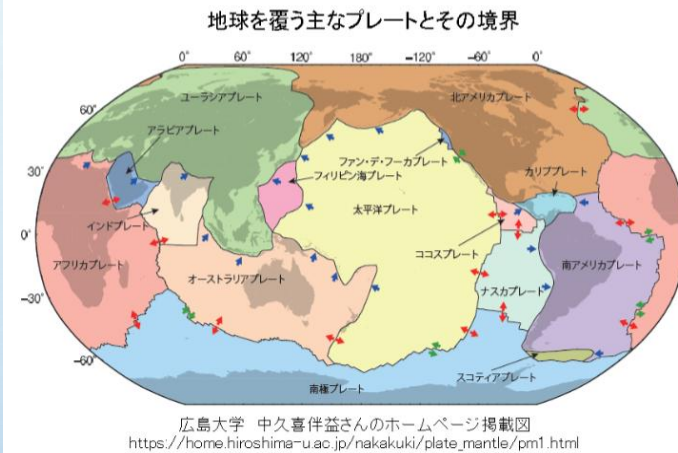 地球を覆う主なプレートとその境界
0° 60° 120° 180° -120° -60° 0°
60°
30°
0°
-30°
-60°
ユーラシアプレート
北アメリカプレート
アラビアプレート
ファン・デ・フーカプレート
カリブプレート
フィリピン海プレート
太平洋プレート
インドプレート
ココスプレート
アフリカプレート
オーストラリアプレート
ナスカプレート
南アメリカプレート
スコティアプレート
南極プレート
広島大学 中久喜伴益さんのホームページ掲載図
https://home.hiroshima-u.ac.jp/nakakuki/plate_mantle/pm1.html